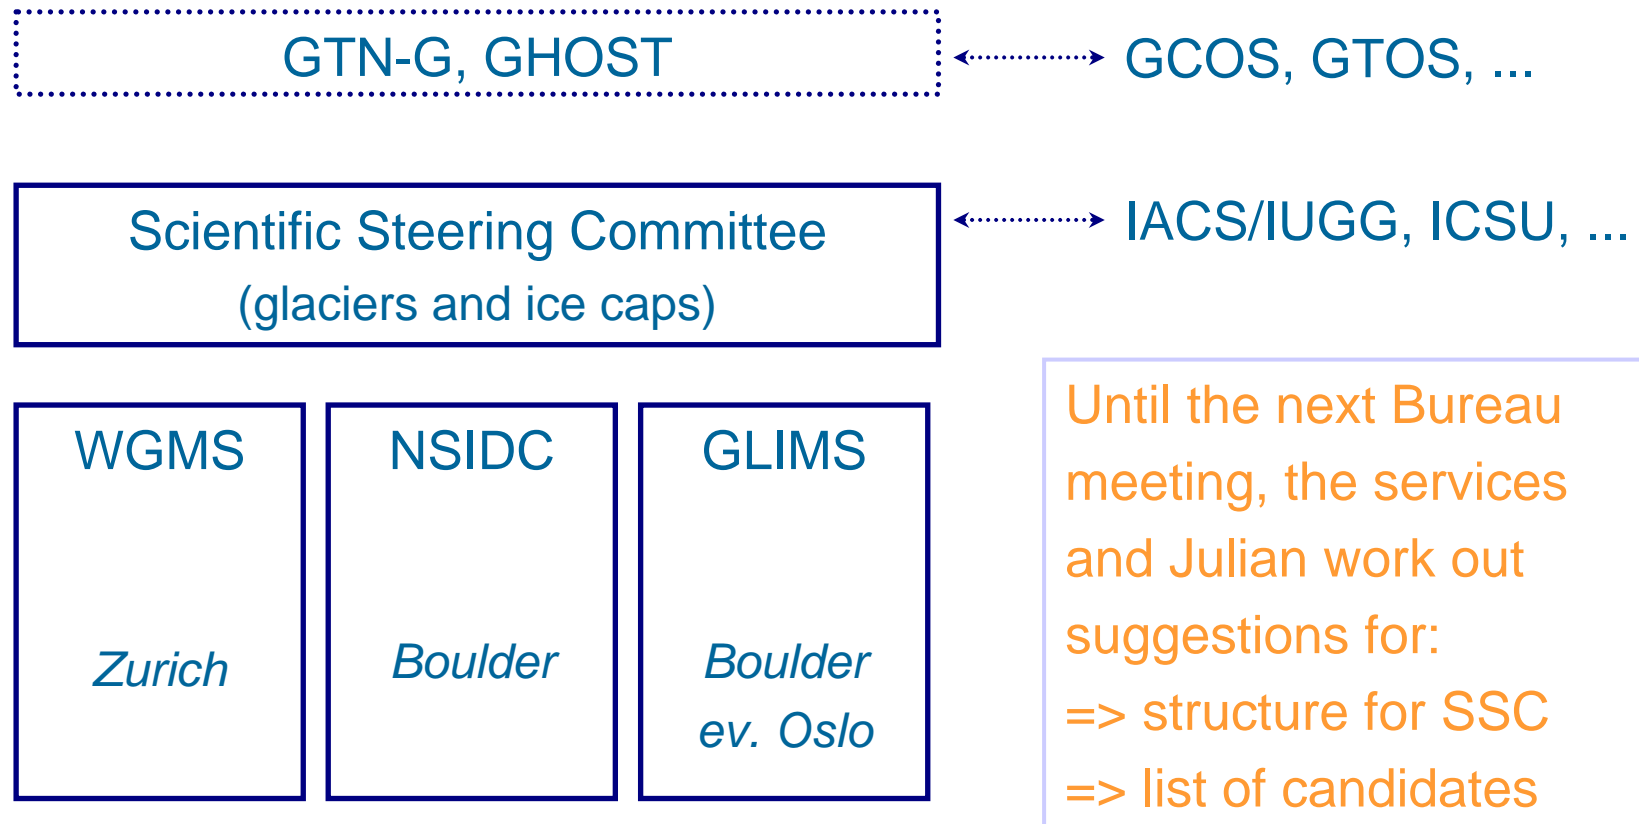 GTN-G, GHOST
GCOS, GTOS, ...
Scientific Steering Committee
(glaciers and ice caps)
IACS/IUGG, ICSU, ...
WGMS
Zurich
NSIDC
Boulder
GLIMS
Boulder
ev. Oslo
Until the next Bureau
meeting, the services
and Julian work out
suggestions for:
=> structure for SSC
=> list of candidates